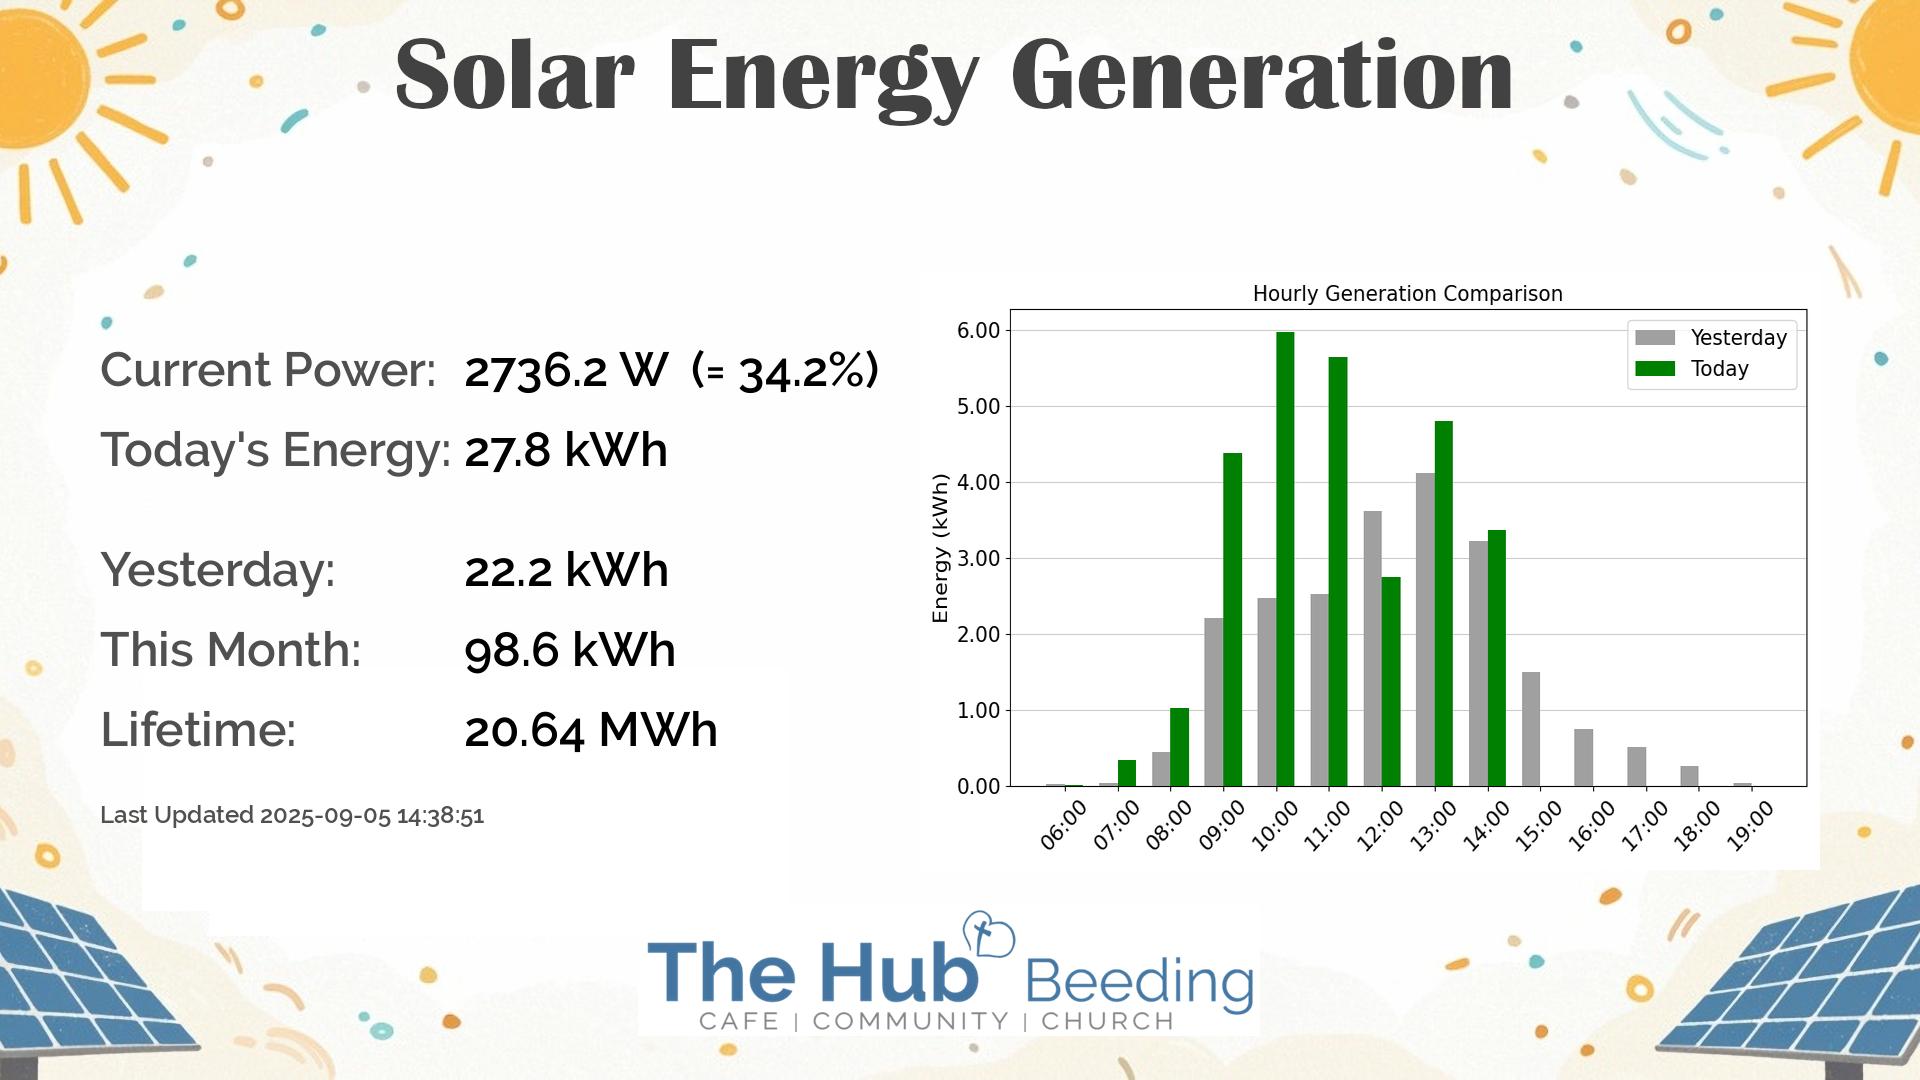 Solar Energy Generation
Current Power: 2736.2 W (= 34.2%)
Today's Energy: 27.8 kWh
Yesterday: 22.2 kWh
This Month: 98.6 kWh
Lifetime: 20.64 MWh
Last Updated 2025-09-05 14:38:51
Hourly Generation Comparison
Yesterday
Today
Energy (kWh)
6.00
5.00
4.00
3.00
2.00
1.00
0.00
06:00 07:00 08:00 09:00 10:00 11:00 12:00 13:00 14:00 15:00 16:00 17:00 18:00 19:00
The Hub Beeding
CAFE | COMMUNITY | CHURCH